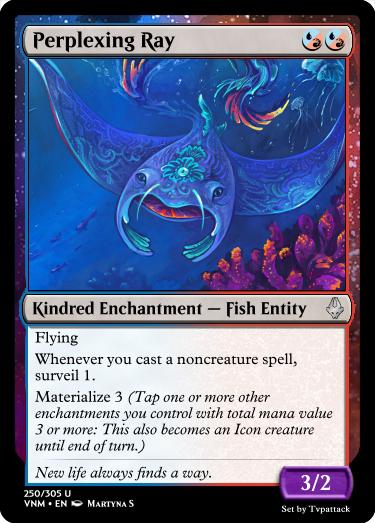 Perplexing Ray
Kindred Enchantment — Fish Entity
Flying
Whenever you cast a noncreature spell,
surveil 1.
Materialize 3 (Tap one or more other
enchantments you control with total mana value
3 or more: This also becomes an Icon creature
until end of turn.)
New life always finds a way.
3/2
250/305 U
VNM • EN Martyna S
Set by Tvpattack